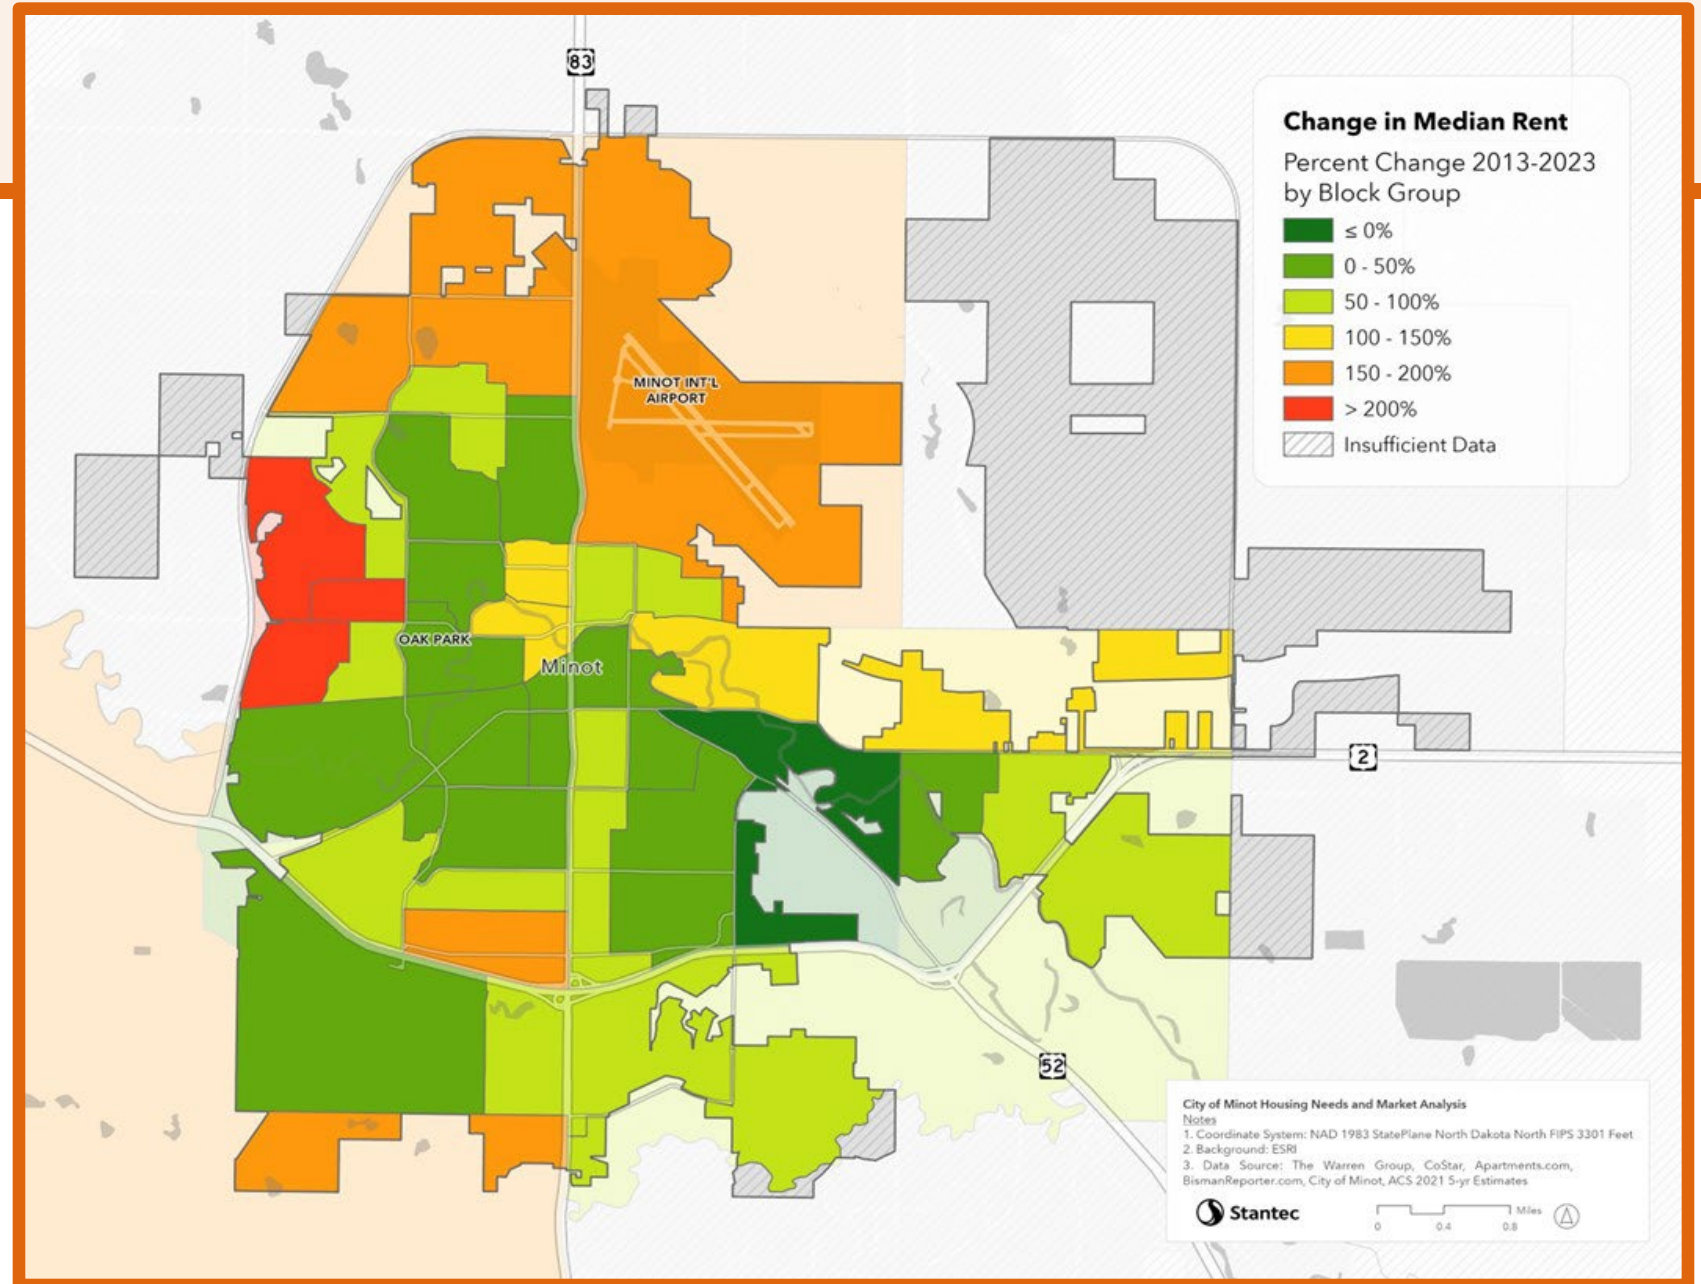 83
Change in Median Rent
Percent Change 2013-2023
by Block Group
≤ 0%
0 - 50%
50 - 100%
100 - 150%
150 - 200%
> 200%
Insufficient Data
MINOT INT'L
AIRPORT
OAK PARK
Minot
2
52
City of Minot Housing Needs and Market Analysis
Notes
1. Coordinate System: NAD 1983 StatePlane North Dakota North FIPS 3301 Feet
2. Background: ESRI
3. Data Source: The Warren Group, CoStar, Apartments.com,
BismanReporter.com, City of Minot, ACS 2021 5-yr Estimates
Stantec
Miles
0 0.4 0.8